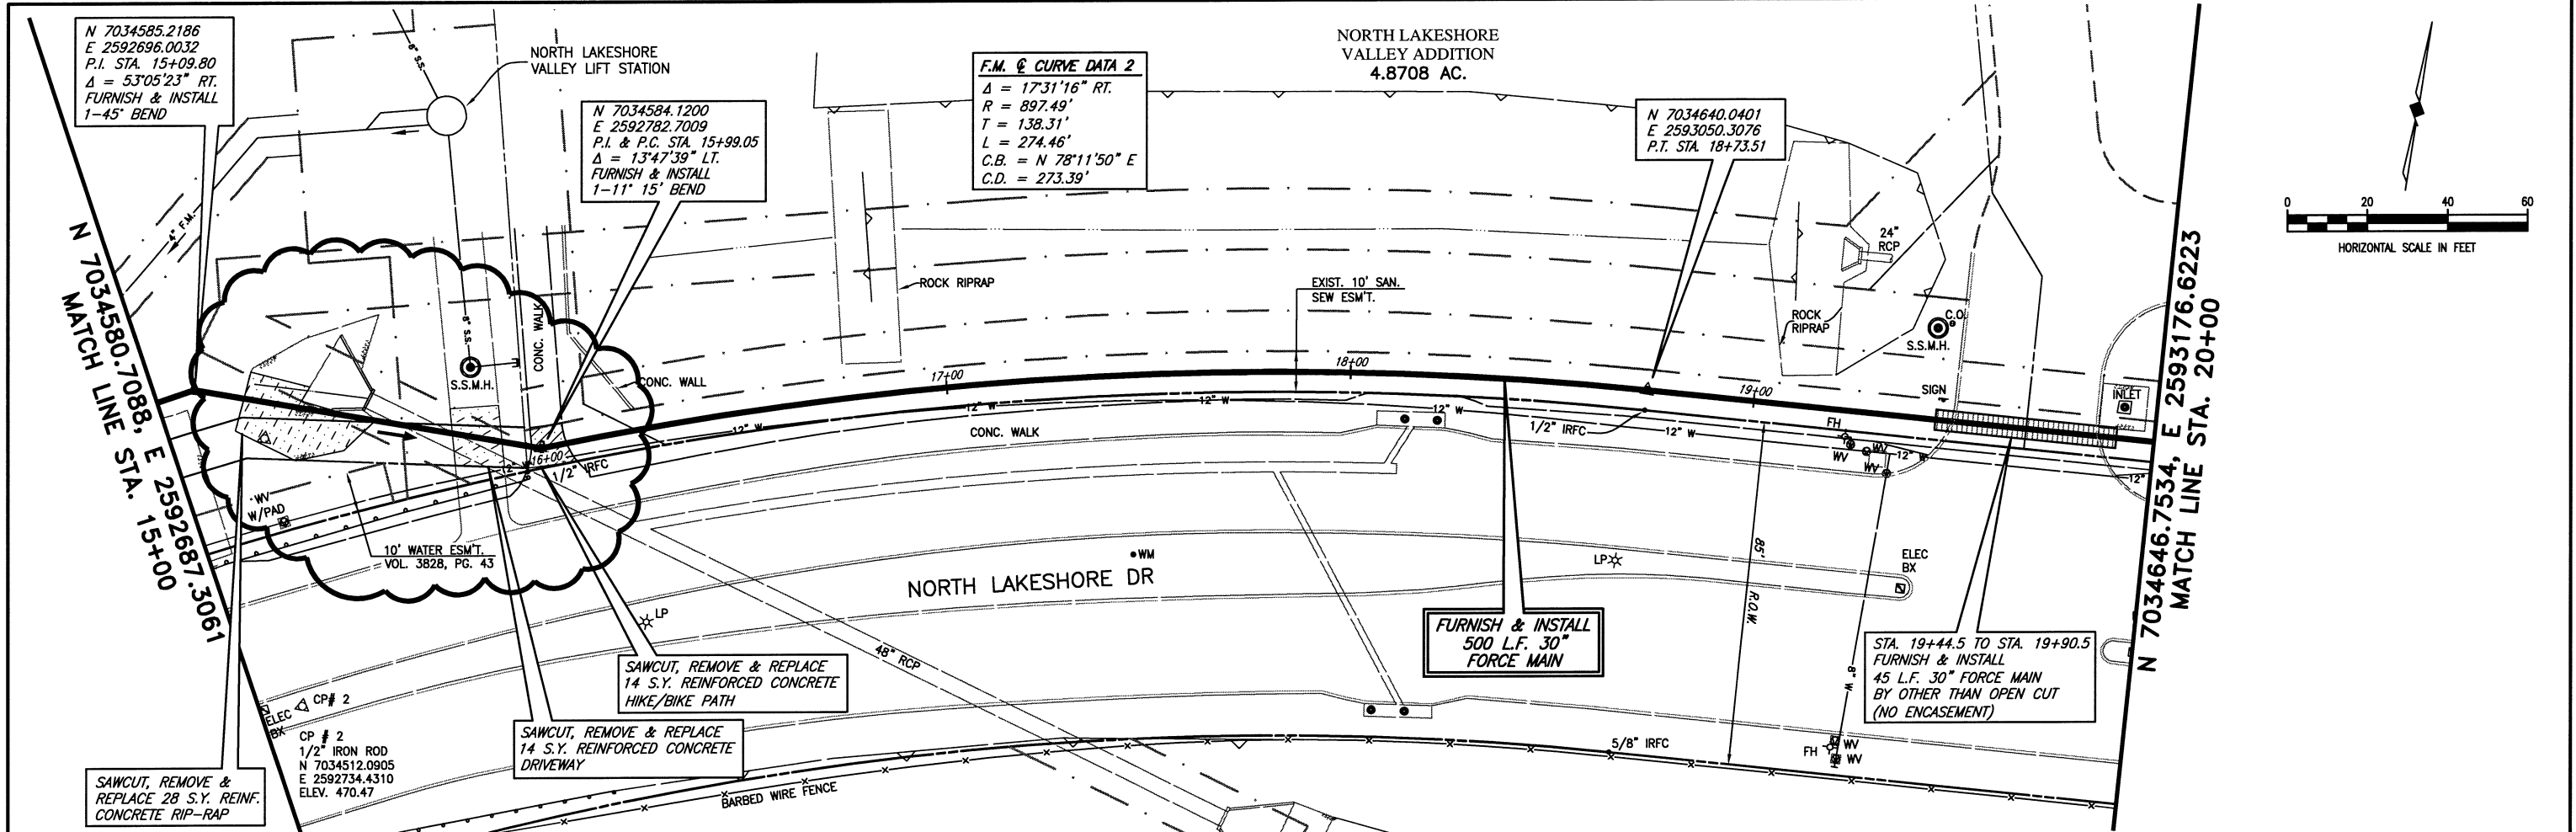 N 7034585.2186
E 2592696.0032
P.I. STA. 15+09.80
Δ = 53°05'23" RT.
FURNISH & INSTALL
1-45° BEND
8" S.S.
NORTH LAKESHORE
VALLEY LIFT STATION
N 7034584.1200
E 2592782.7009
P.I. & P.C. STA. 15+99.05
Δ = 13°47'39" LT.
FURNISH & INSTALL
1-11° 15' BEND
F.M. ℄ CURVE DATA 2
Δ = 17°31'16" RT.
R = 897.49'
T = 138.31'
L = 274.46'
C.B. = N 78°11'50" E
C.D. = 273.39'
NORTH LAKESHORE
VALLEY ADDITION
4.8708 AC.
N 7034640.0401
E 2593050.3076
P.T. STA. 18+73.51
0 20 40 60
HORIZONTAL SCALE IN FEET
4" F.M.
N 7034580.7088, E 2592687.3061
MATCH LINE STA. 15+00
8" S.S.
CONC. WALK
S.S.M.H.
CONC. WALL
ROCK RIPRAP
EXIST. 10' SAN.
SEW ESM'T.
24"
RCP
ROCK
RIPRAP
C.O.
S.S.M.H.
SIGN
INLET
N 7034646.7534, E 2593176.6223
MATCH LINE STA. 20+00
16+00
17+00
18+00
19+00
12" W
12" W
12" W
12" W
12" W
12" W
12" W
12"
1/2" IRFC
CONC. WALK
1/2" IRFC
FH
WV
WV
WV
WV
W/PAD
10' WATER ESM'T.
VOL. 3828, PG. 43
WM
NORTH LAKESHORE DR
LP
LP
85'
R.O.W.
ELEC
BX
8" W
48" RCP
FURNISH & INSTALL
500 L.F. 30"
FORCE MAIN
STA. 19+44.5 TO STA. 19+90.5
FURNISH & INSTALL
45 L.F. 30" FORCE MAIN
BY OTHER THAN OPEN CUT
(NO ENCASEMENT)
SAWCUT, REMOVE & REPLACE
14 S.Y. REINFORCED CONCRETE
HIKE/BIKE PATH
SAWCUT, REMOVE & REPLACE
14 S.Y. REINFORCED CONCRETE
DRIVEWAY
ELEC
BX
CP# 2
CP # 2
1/2" IRON ROD
N 7034512.0905
E 2592734.4310
ELEV. 470.47
SAWCUT, REMOVE &
REPLACE 28 S.Y. REINF.
CONCRETE RIP-RAP
BARBED WIRE FENCE
5/8" IRFC
FH
WV
WV